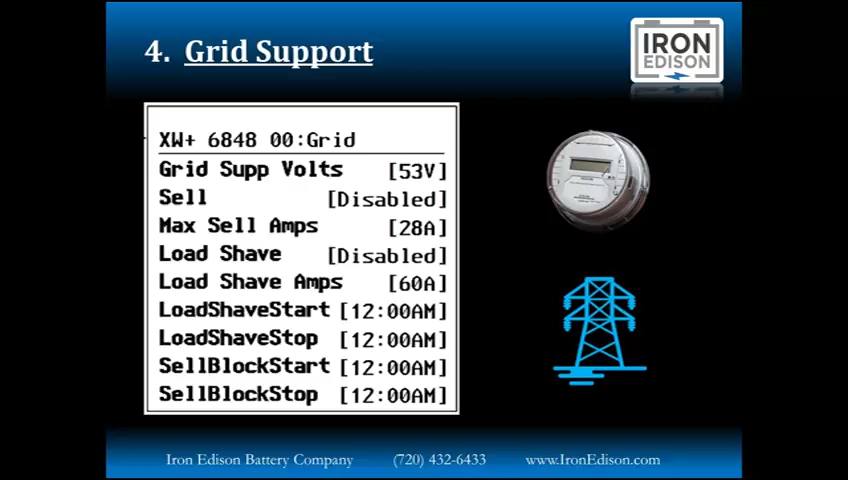 4. Grid Support
IRON
EDISON
XW+ 6848 00:Grid
Grid Supp Volts [53V]
Sell [Disabled]
Max Sell Amps [28A]
Load Shave [Disabled]
Load Shave Amps [60A]
LoadShaveStart [12:00AM]
LoadShaveStop [12:00AM]
SellBlockStart [12:00AM]
SellBlockStop [12:00AM]
Iron Edison Battery Company (720) 432-6433 www.IronEdison.com